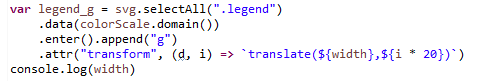 var legend_g = svg.selectAll(".legend")
.data(colorScale.domain())
.enter().append("g")
.attr("transform", (d, i) => `translate(${width},${i * 20})`)
console.log(width)